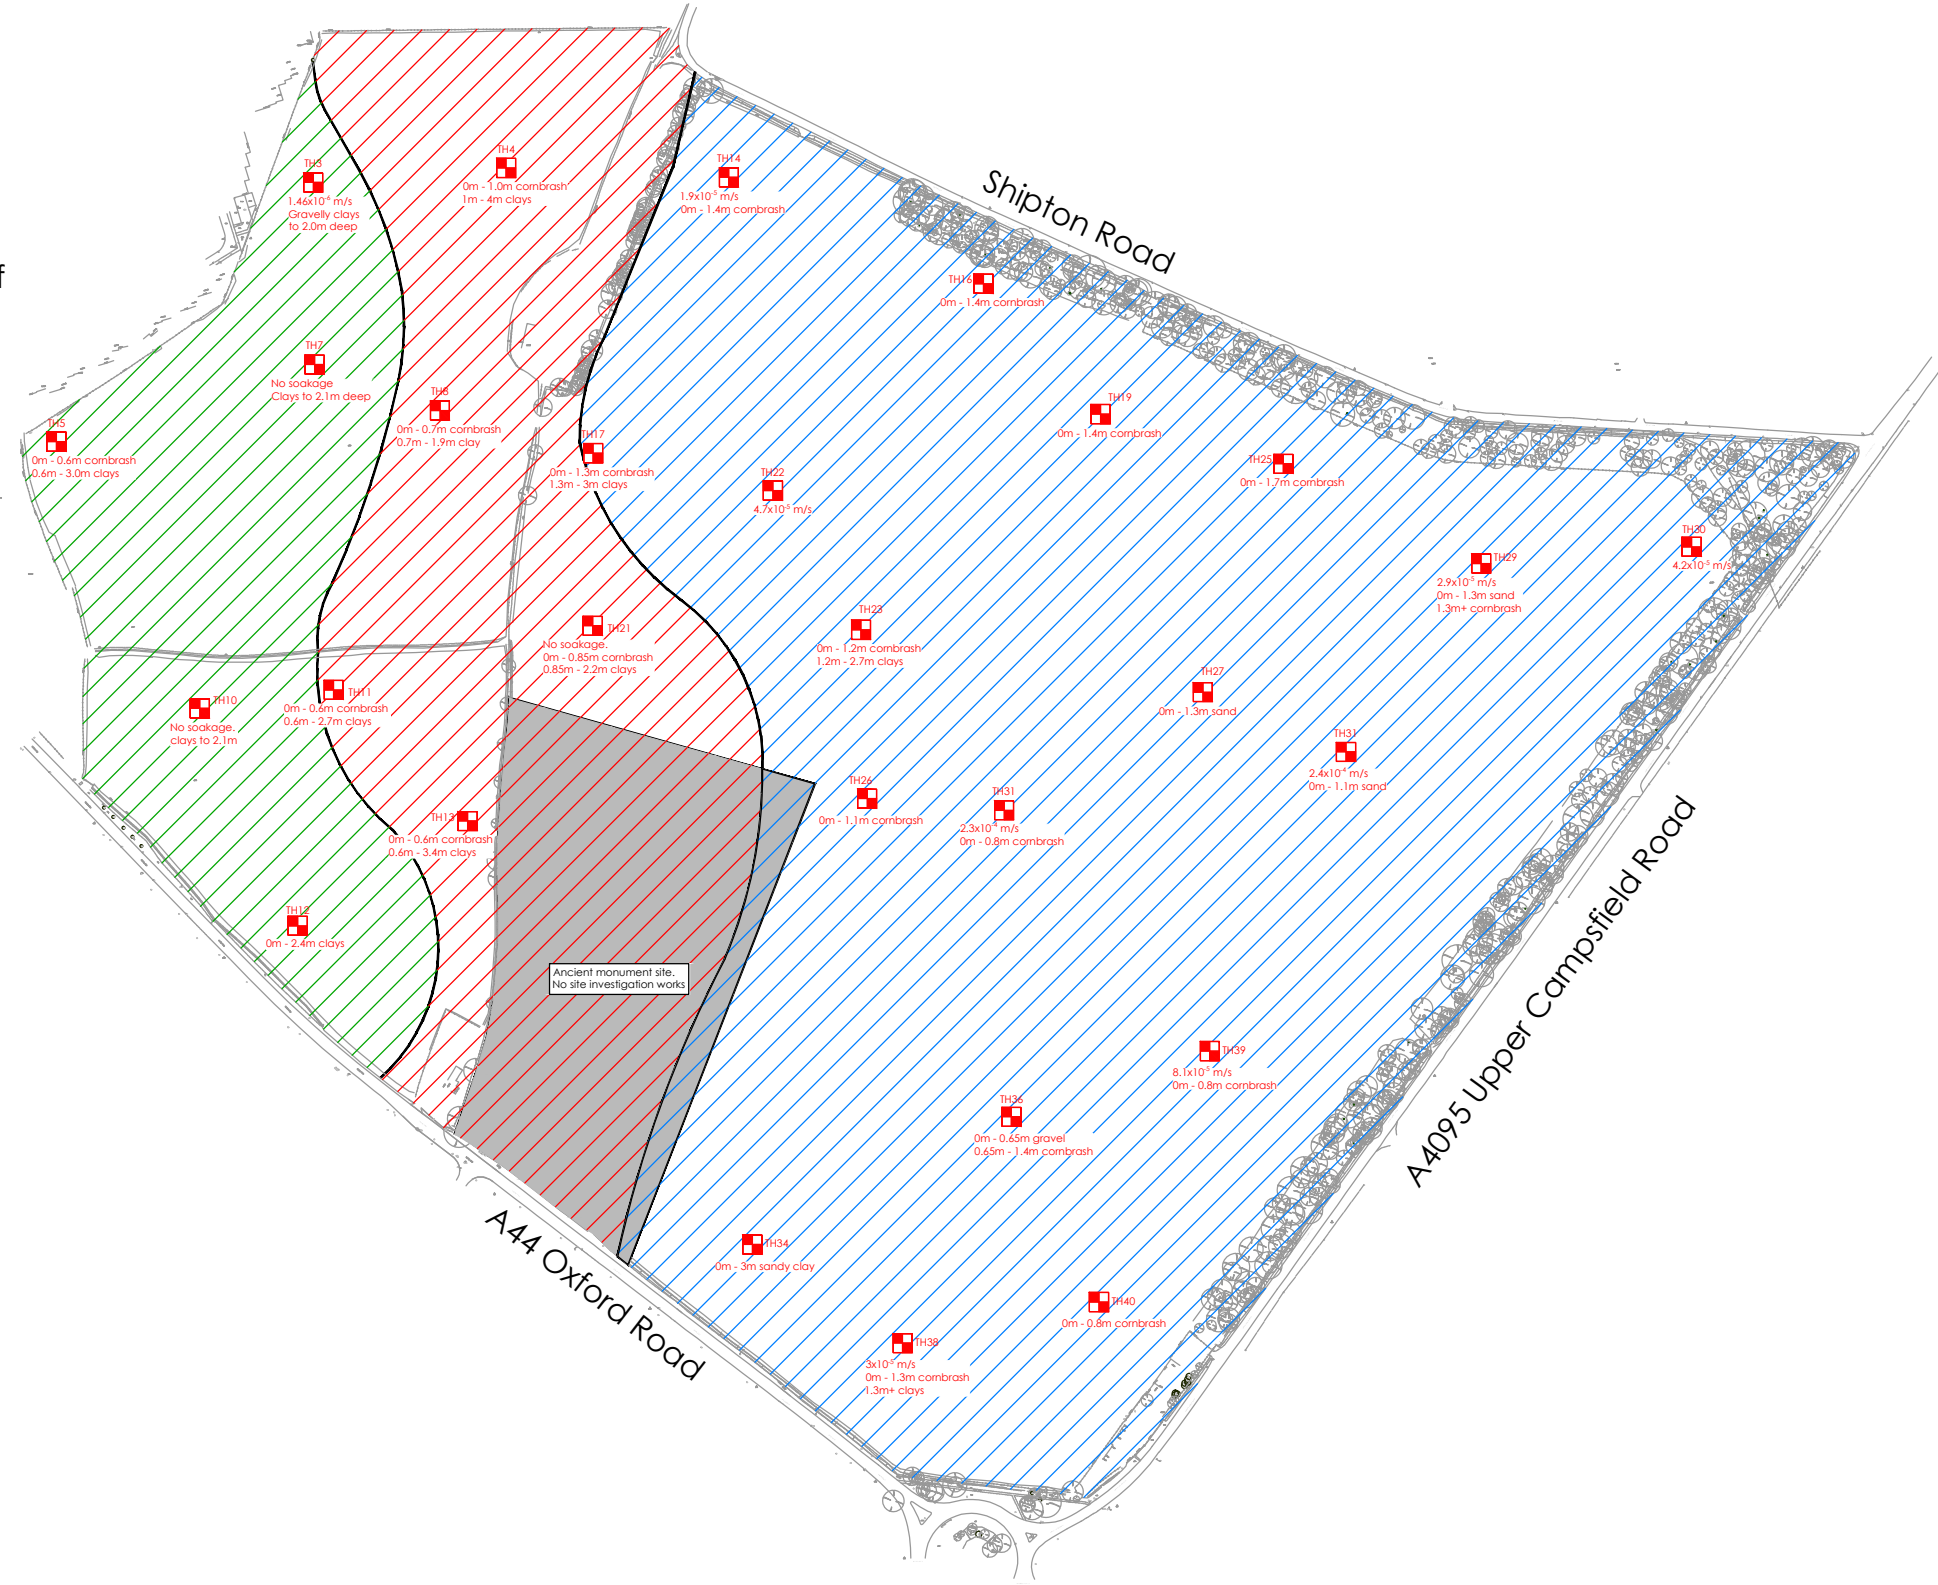 f
Shipton Road
A4095 Upper Campsfield Road
A44 Oxford Road
TH3
1.46x10⁻⁶ m/s
Gravelly clays
to 2.0m deep
TH4
0m - 1.0m cornbrash
1m - 4m clays
TH14
1.9x10⁻⁵ m/s
0m - 1.4m cornbrash
TH16
0m - 1.4m cornbrash
TH7
No soakage
Clays to 2.1m deep
TH8
0m - 0.7m cornbrash
0.7m - 1.9m clay
TH5
0m - 0.6m cornbrash
0.6m - 3.0m clays
TH17
0m - 1.3m cornbrash
1.3m - 3m clays
TH19
0m - 1.4m cornbrash
TH22
4.7x10⁻⁵ m/s
TH25
0m - 1.7m cornbrash
TH30
4.2x10⁻⁵ m/s
TH29
2.9x10⁻⁵ m/s
0m - 1.3m sand
1.3m+ cornbrash
TH21
No soakage.
0m - 0.85m cornbrash
0.85m - 2.2m clays
TH23
0m - 1.2m cornbrash
1.2m - 2.7m clays
TH10
No soakage.
clays to 2.1m
TH11
0m - 0.6m cornbrash
0.6m - 2.7m clays
TH27
0m - 1.3m sand
TH31
2.4x10⁻⁴ m/s
0m - 1.1m sand
TH26
0m - 1.1m cornbrash
TH31
2.3x10⁻⁴ m/s
0m - 0.8m cornbrash
TH13
0m - 0.6m cornbrash
0.6m - 3.4m clays
TH12
0m - 2.4m clays
Ancient monument site.
No site investigation works
TH39
8.1x10⁻⁵ m/s
0m - 0.8m cornbrash
TH36
0m - 0.65m gravel
0.65m - 1.4m cornbrash
TH34
0m - 3m sandy clay
TH40
0m - 0.8m cornbrash
TH38
3x10⁻⁵ m/s
0m - 1.3m cornbrash
1.3m+ clays